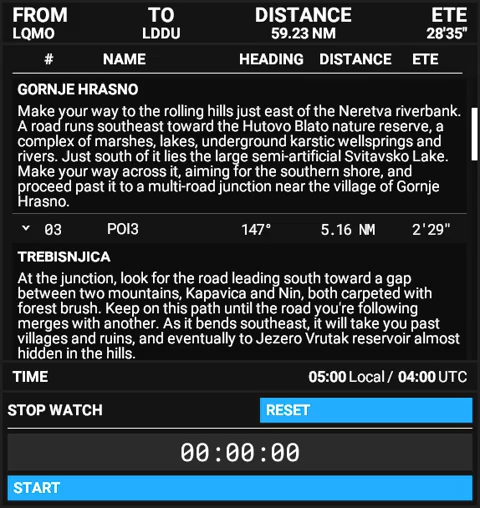 FROM TO DISTANCE ETE
LQMO LDDU 59.23 NM 28'35"
# NAME HEADING DISTANCE ETE
GORNJE HRASNO
Make your way to the rolling hills just east of the Neretva riverbank.
A road runs southeast toward the Hutovo Blato nature reserve, a
complex of marshes, lakes, underground karstic wellsprings and
rivers. Just south of it lies the large semi-artificial Svitavsko Lake.
Make your way across it, aiming for the southern shore, and
proceed past it to a multi-road junction near the village of Gornje
Hrasno.
03 POI3 147° 5.16 NM 2'29"
TREBISNJICA
At the junction, look for the road leading south toward a gap
between two mountains, Kapavica and Nin, both carpeted with
forest brush. Keep on this path until the road you're following
merges with another. As it bends southeast, it will take you past
villages and ruins, and eventually to Jezero Vrutak reservoir almost
hidden in the hills.
TIME 05:00 Local / 04:00 UTC
STOP WATCH RESET
00:00:00
START